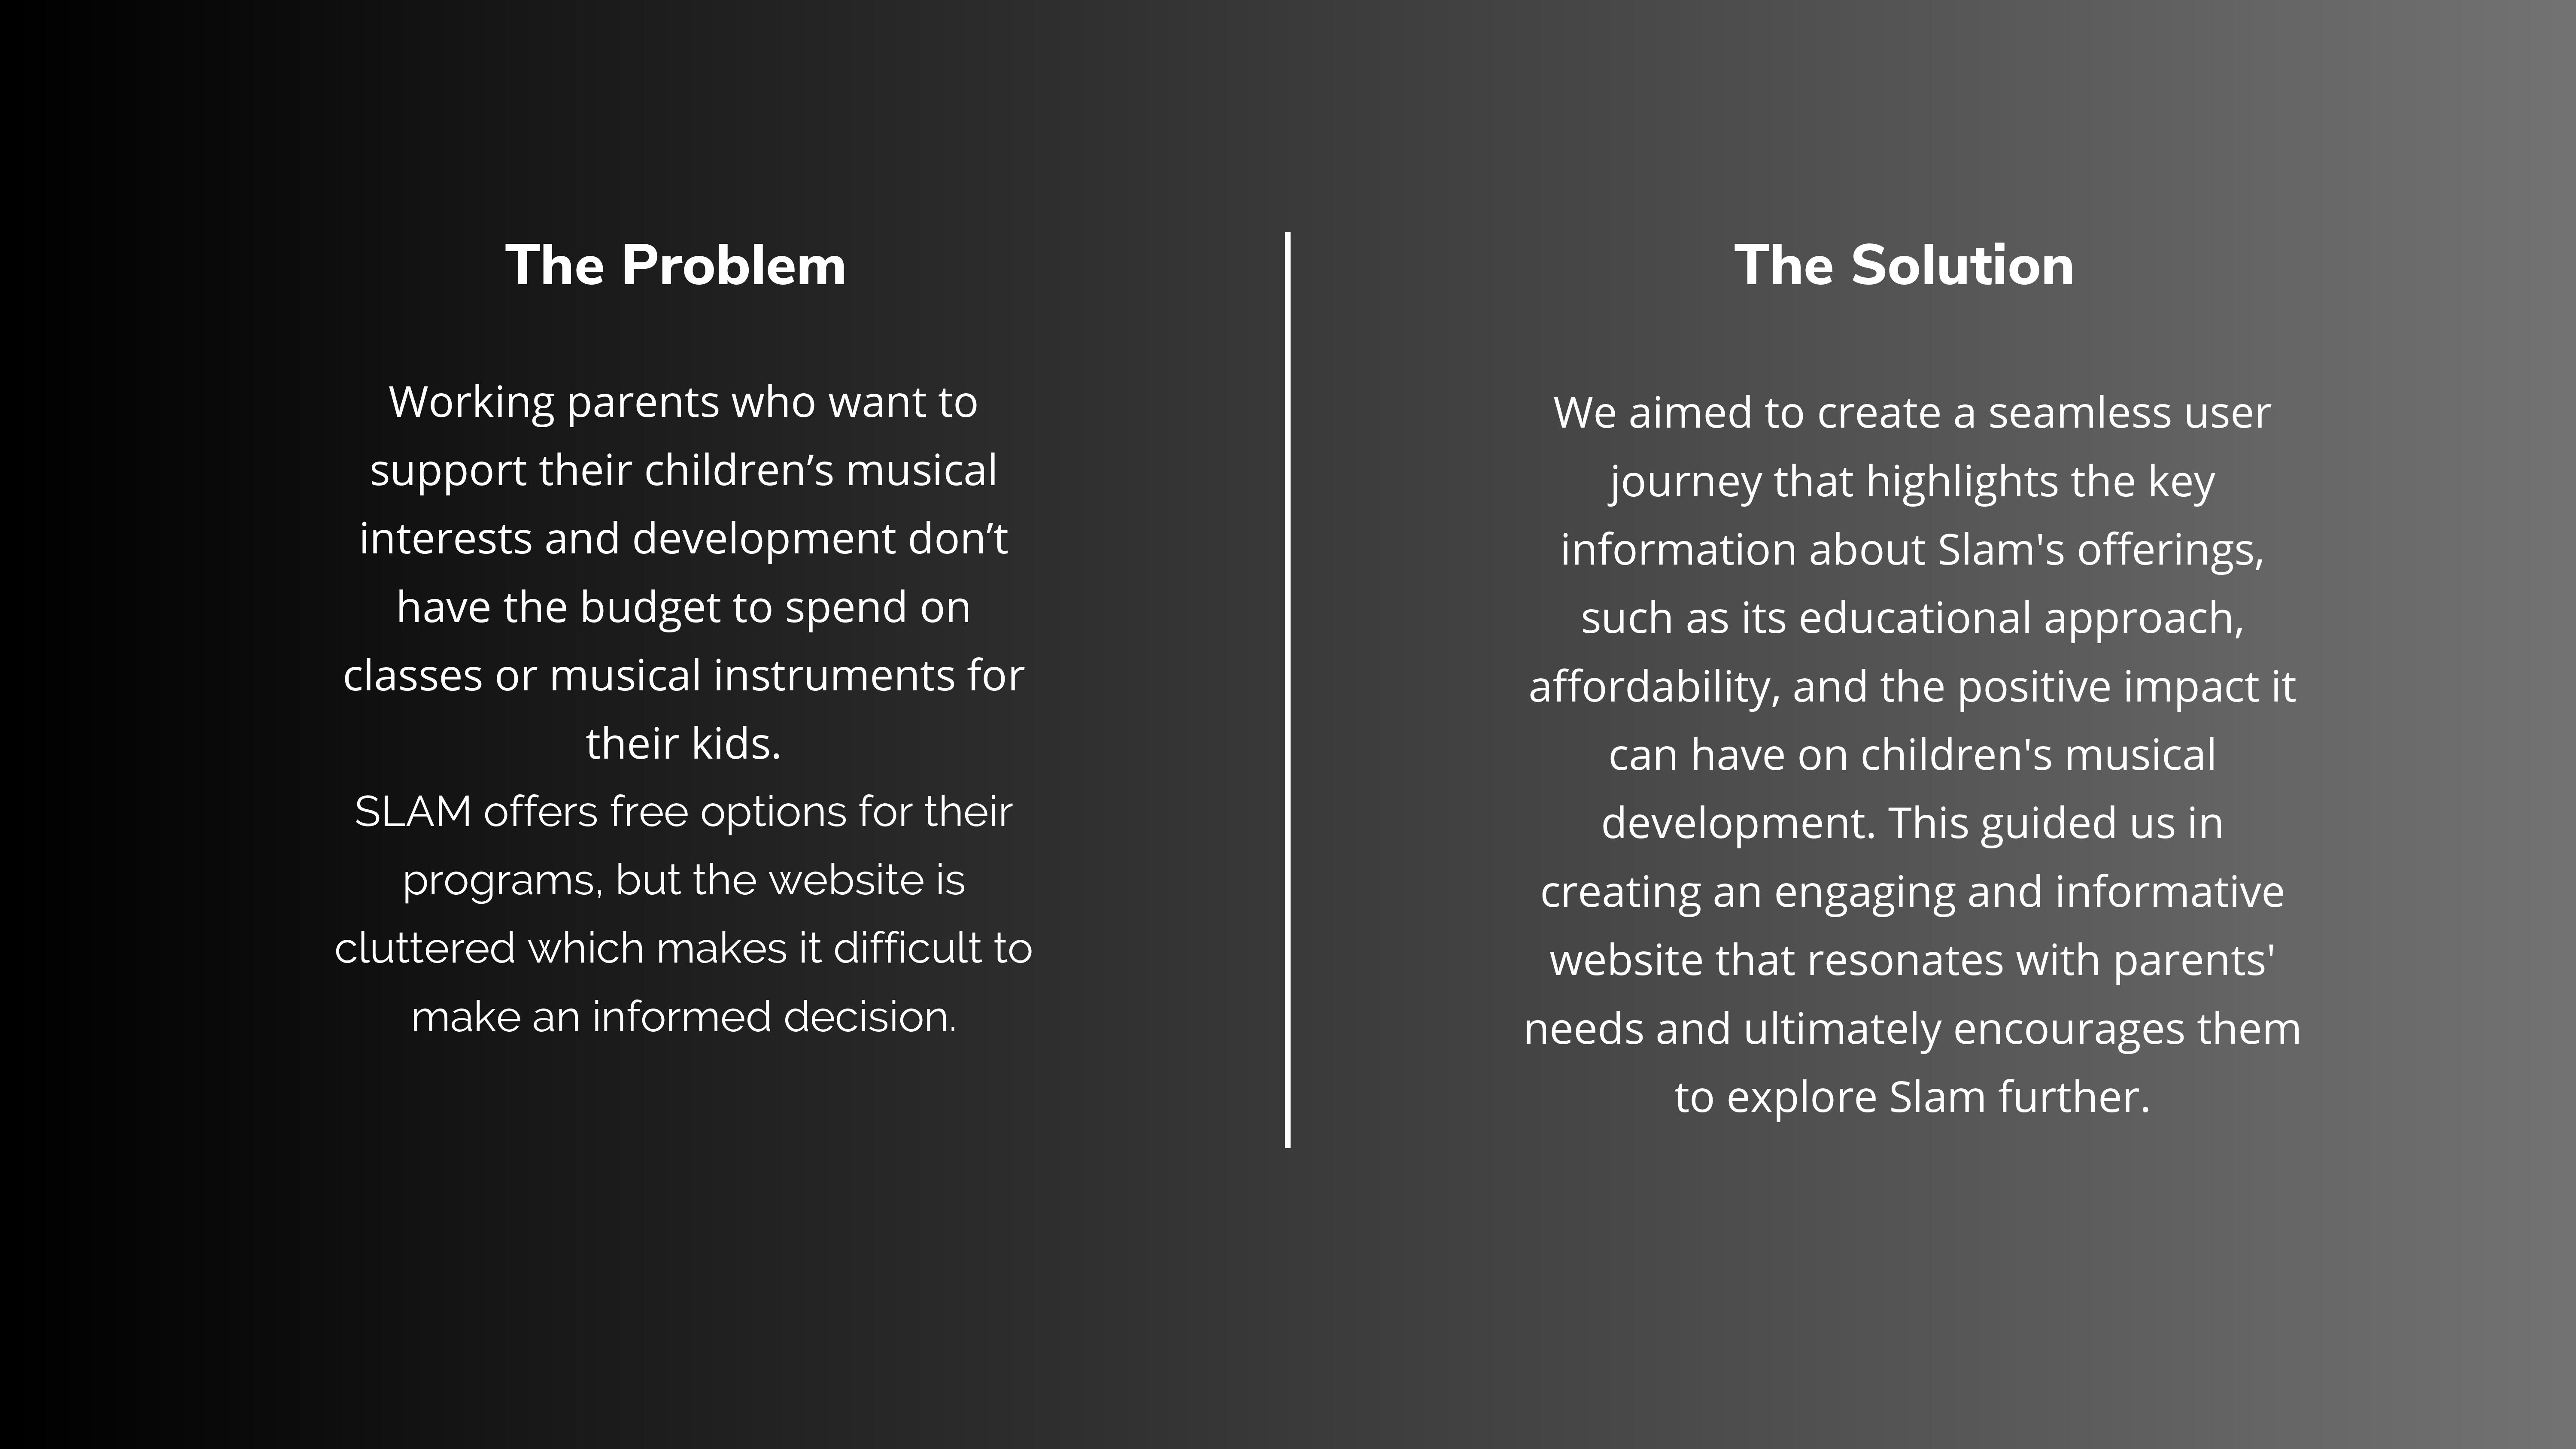 The Problem
Working parents who want to
support their children’s musical
interests and development don’t
have the budget to spend on
classes or musical instruments for
their kids.
SLAM offers free options for their
programs, but the website is
cluttered which makes it difficult to
make an informed decision.
The Solution
We aimed to create a seamless user
journey that highlights the key
information about Slam's offerings,
such as its educational approach,
affordability, and the positive impact it
can have on children's musical
development. This guided us in
creating an engaging and informative
website that resonates with parents'
needs and ultimately encourages them
to explore Slam further.